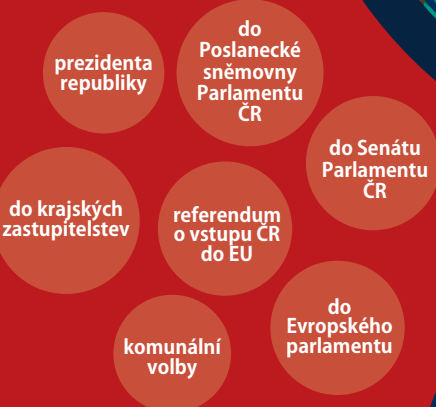 prezidenta
republiky
do
Poslanecké
sněmovny
Parlamentu
ČR
do Senátu
Parlamentu
ČR
do krajských
zastupitelstev
referendum
o vstupu ČR
do EU
do
Evropského
parlamentu
komunální
volby